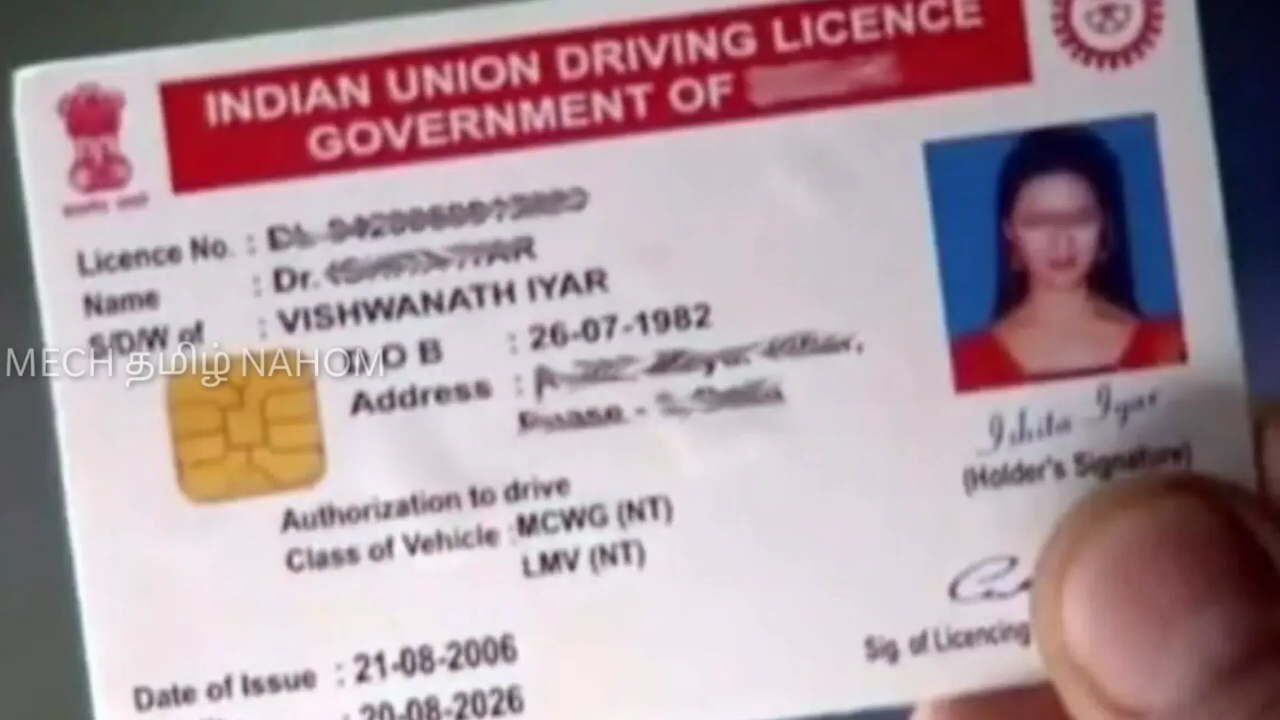 INDIAN UNION DRIVING LICENCE
GOVERNMENT OF
Licence No. :
Name : Dr.
S/D/W of : VISHWANATH IYAR
D O B : 26-07-1982
MECH தமிழ் NAHOM
Address :
Authorization to drive
Class of Vehicle : MCWG (NT)
LMV (NT)
Ishita Iyar
(Holder's Signature)
Sig. of Licencing
Date of Issue : 21-08-2006
: 20-08-2026